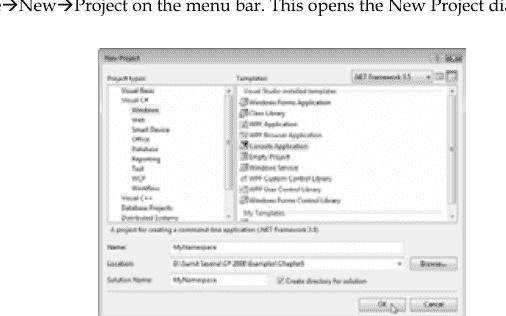 e→New→Project on the menu bar. This opens the New Project dia
New Project
Project types:
Templates:
.NET Framework 3.5
Visual Basic
Visual C#
Windows
Web
Smart Device
Office
Database
Reporting
Test
WCF
Workflow
Visual C++
Database Projects
Distributed Systems
Visual Studio installed templates
Windows Forms Application
Class Library
WPF Application
WPF Browser Application
Console Application
Empty Project
Windows Service
WPF Custom Control Library
WPF User Control Library
Windows Forms Control Library
My Templates
A project for creating a command-line application (.NET Framework 3.5)
Name: MyNamespace
Location: D:\Sumit Saxena\C# 2008 Examples\Chapter5
Browse...
Solution Name: MyNamespace
Create directory for solution
OK Cancel